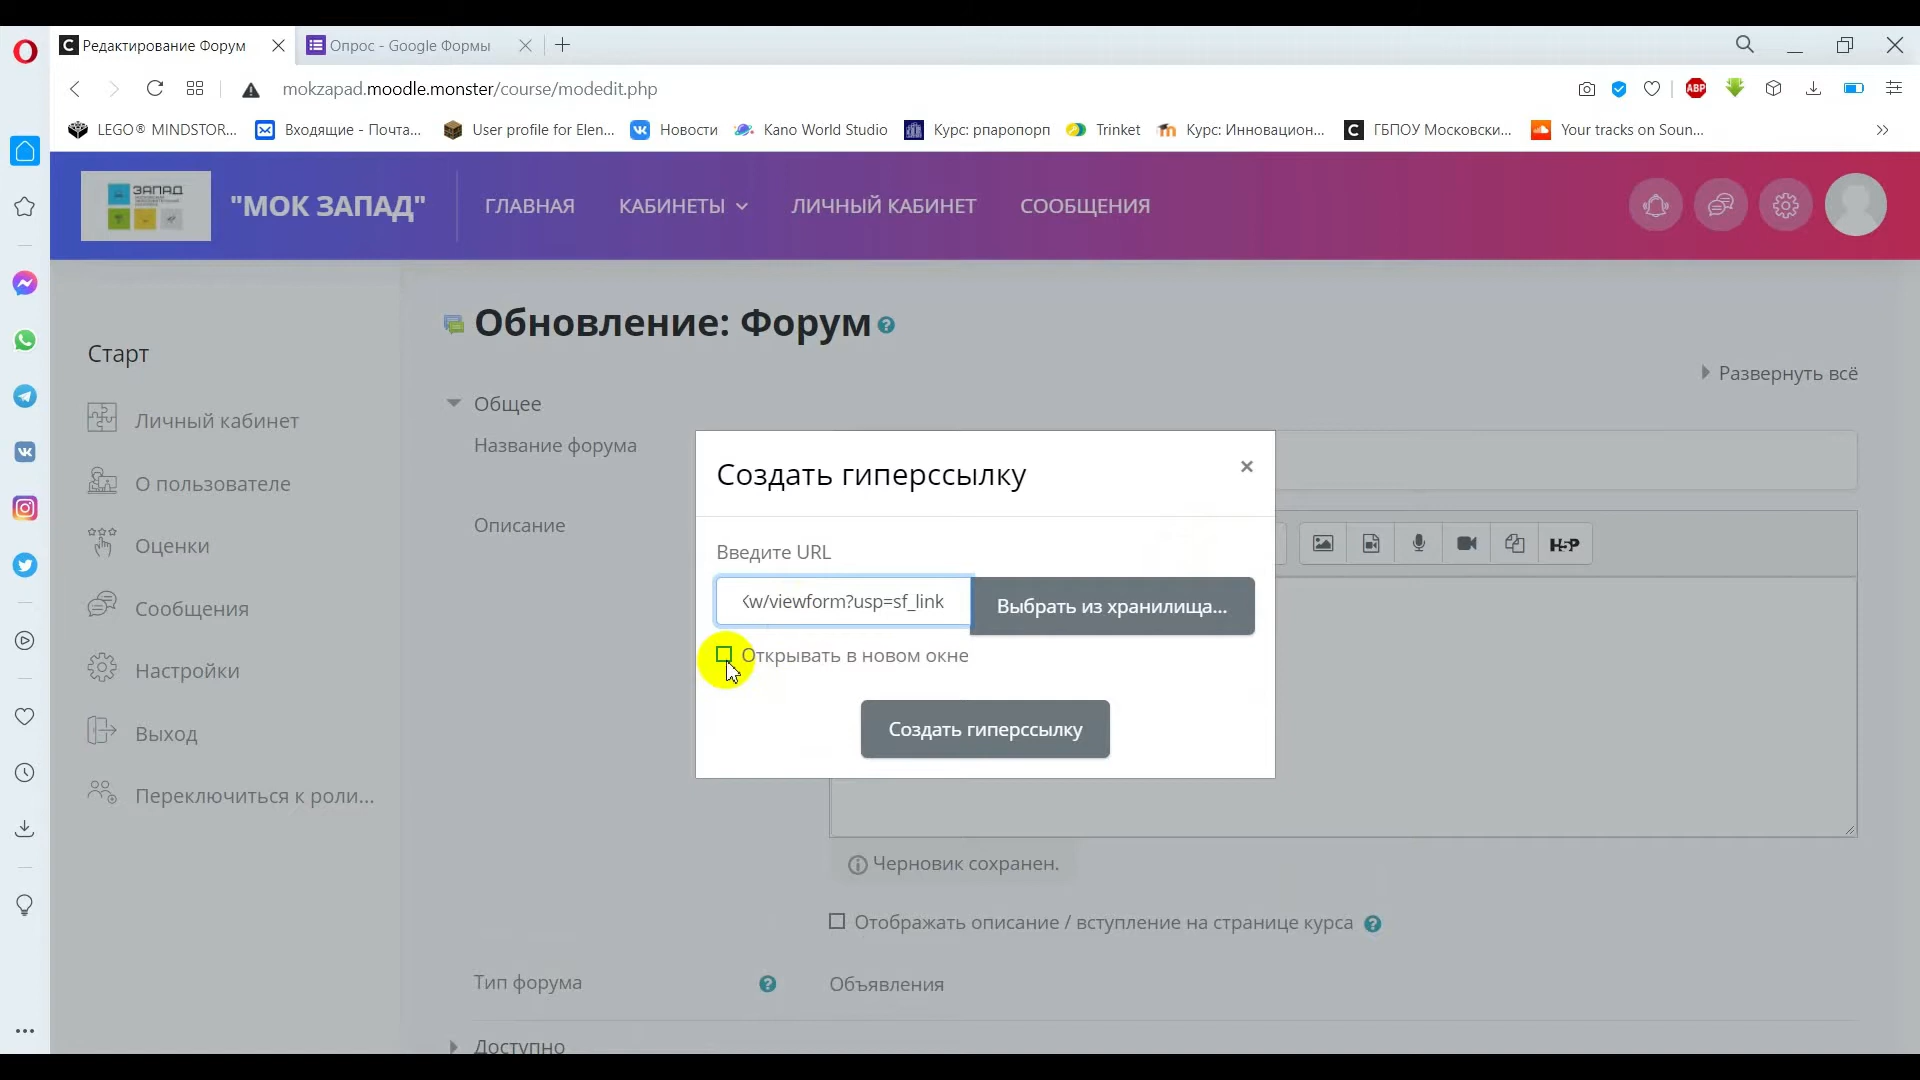 Редактирование Форум
Опрос - Google Формы
mokzapad.moodle.monster/course/modedit.php
ABP
LEGO® MINDSTOR...
Входящие - Почта...
User profile for Elen...
Новости
Kano World Studio
Курс: рпаропорп
Trinket
Курс: Инновацион...
ГБПОУ Московски...
Your tracks on Soun...
ЗАПАД
"МОК ЗАПАД"
ГЛАВНАЯ
КАБИНЕТЫ
ЛИЧНЫЙ КАБИНЕТ
СООБЩЕНИЯ
Старт
Личный кабинет
О пользователе
Оценки
Сообщения
Настройки
Выход
Переключиться к роли...
Обновление: Форум
Развернуть всё
Общее
Название форума
Описание
H5P
Создать гиперссылку
×
Введите URL
w/viewform?usp=sf_link
Выбрать из хранилища...
Открывать в новом окне
Создать гиперссылку
Черновик сохранен.
Отображать описание / вступление на странице курса
Тип форума
Объявления
Доступно